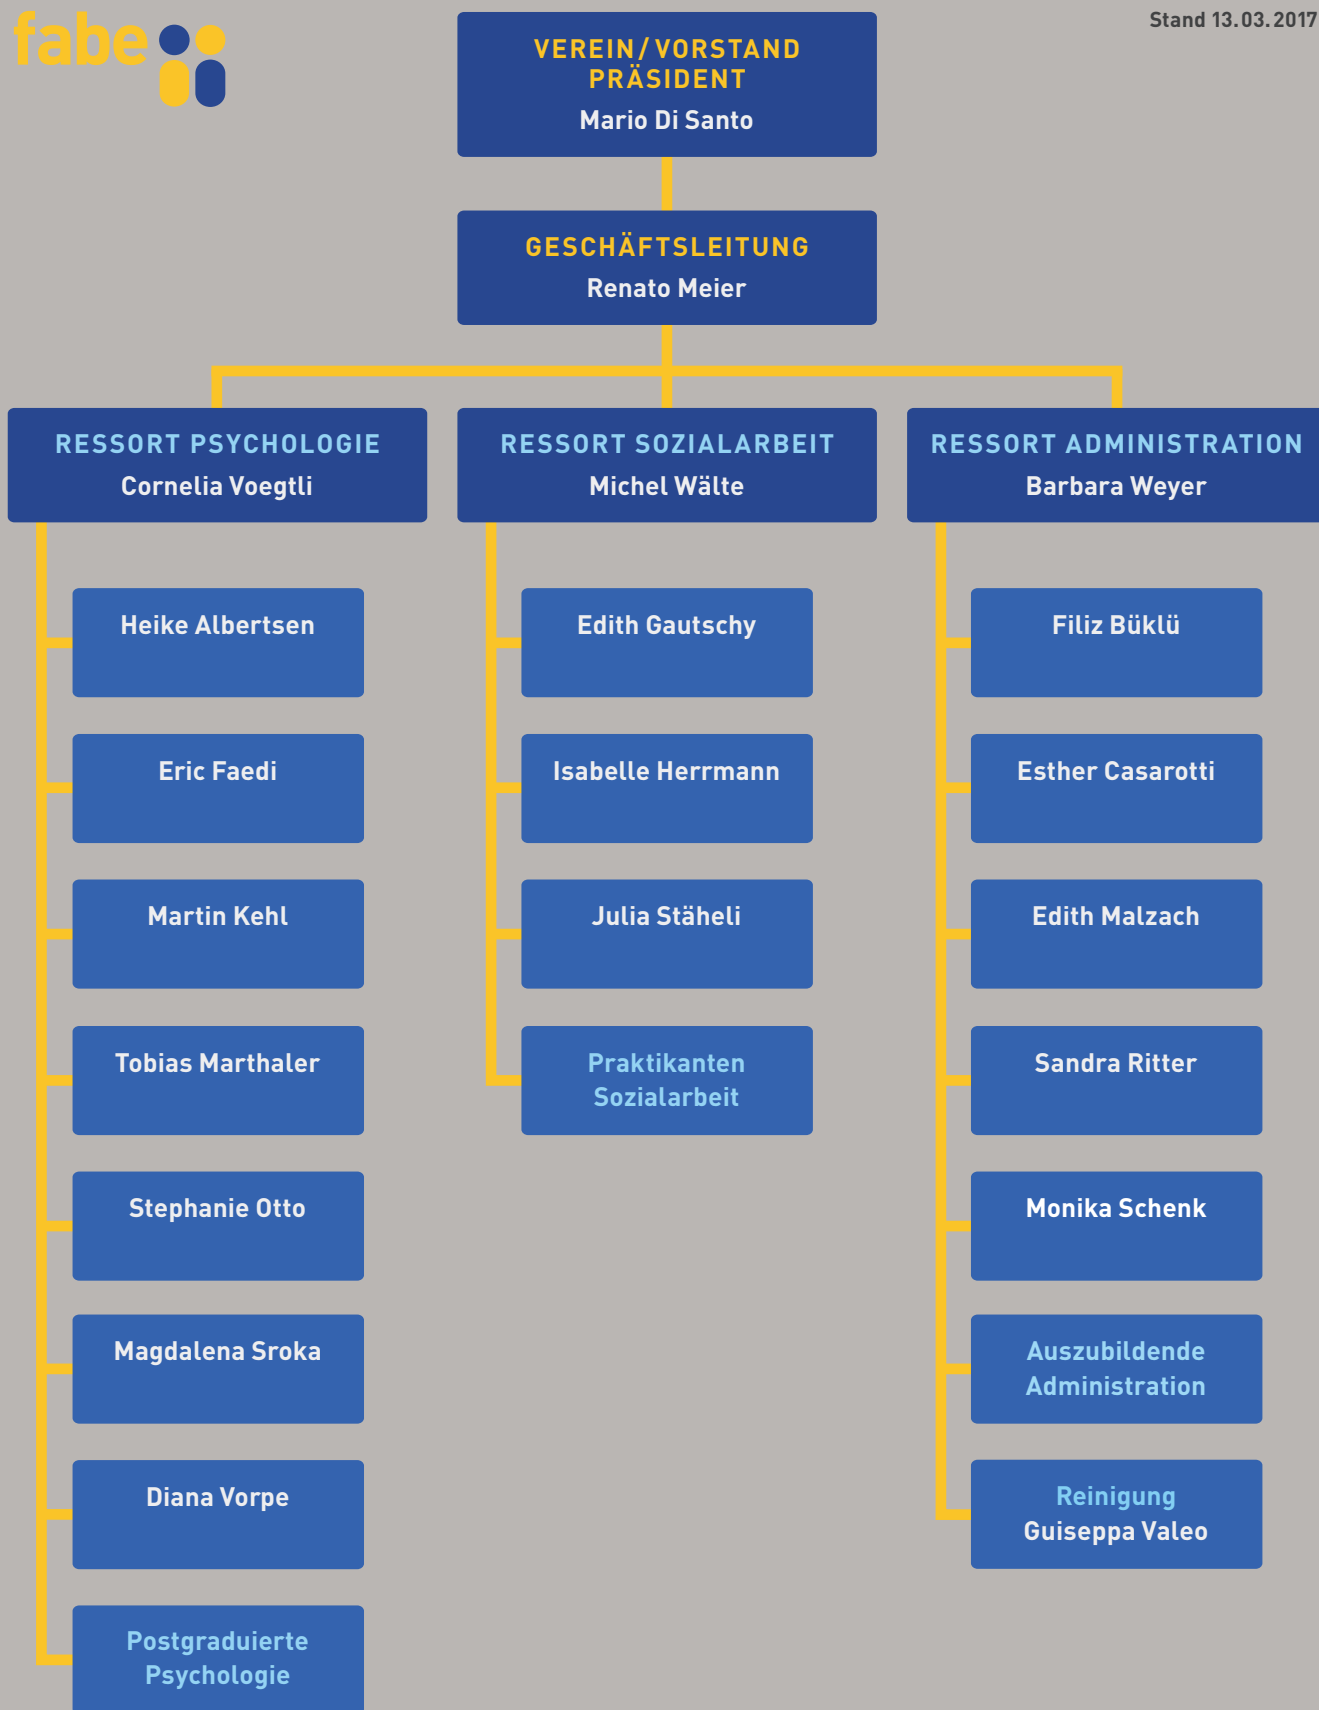 fabe
Stand 13.03.2017
VEREIN/VORSTAND
PRÄSIDENT
Mario Di Santo
GESCHÄFTSLEITUNG
Renato Meier
RESSORT PSYCHOLOGIE
Cornelia Voegtli
Heike Albertsen
Eric Faedi
Martin Kehl
Tobias Marthaler
Stephanie Otto
Magdalena Sroka
Diana Vorpe
Postgraduierte
Psychologie
RESSORT SOZIALARBEIT
Michel Wälte
Edith Gautschy
Isabelle Herrmann
Julia Stäheli
Praktikanten
Sozialarbeit
RESSORT ADMINISTRATION
Barbara Weyer
Filiz Büklü
Esther Casarotti
Edith Malzach
Sandra Ritter
Monika Schenk
Auszubildende
Administration
Reinigung
Guiseppa Valeo